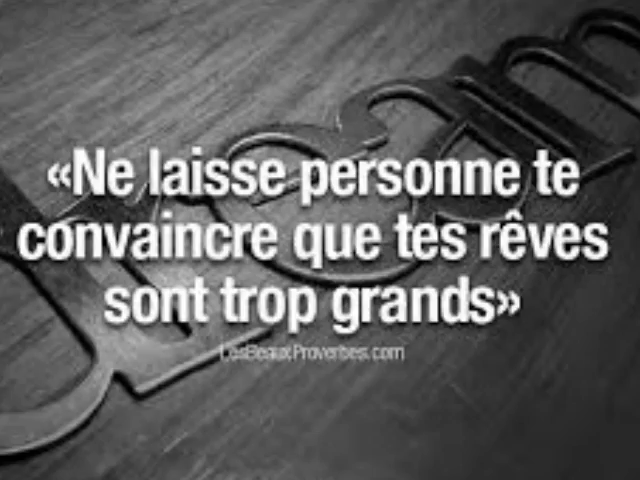 «Ne laisse personne te
convaincre que tes rêves
sont trop grands»
LesBeauxProverbes.com